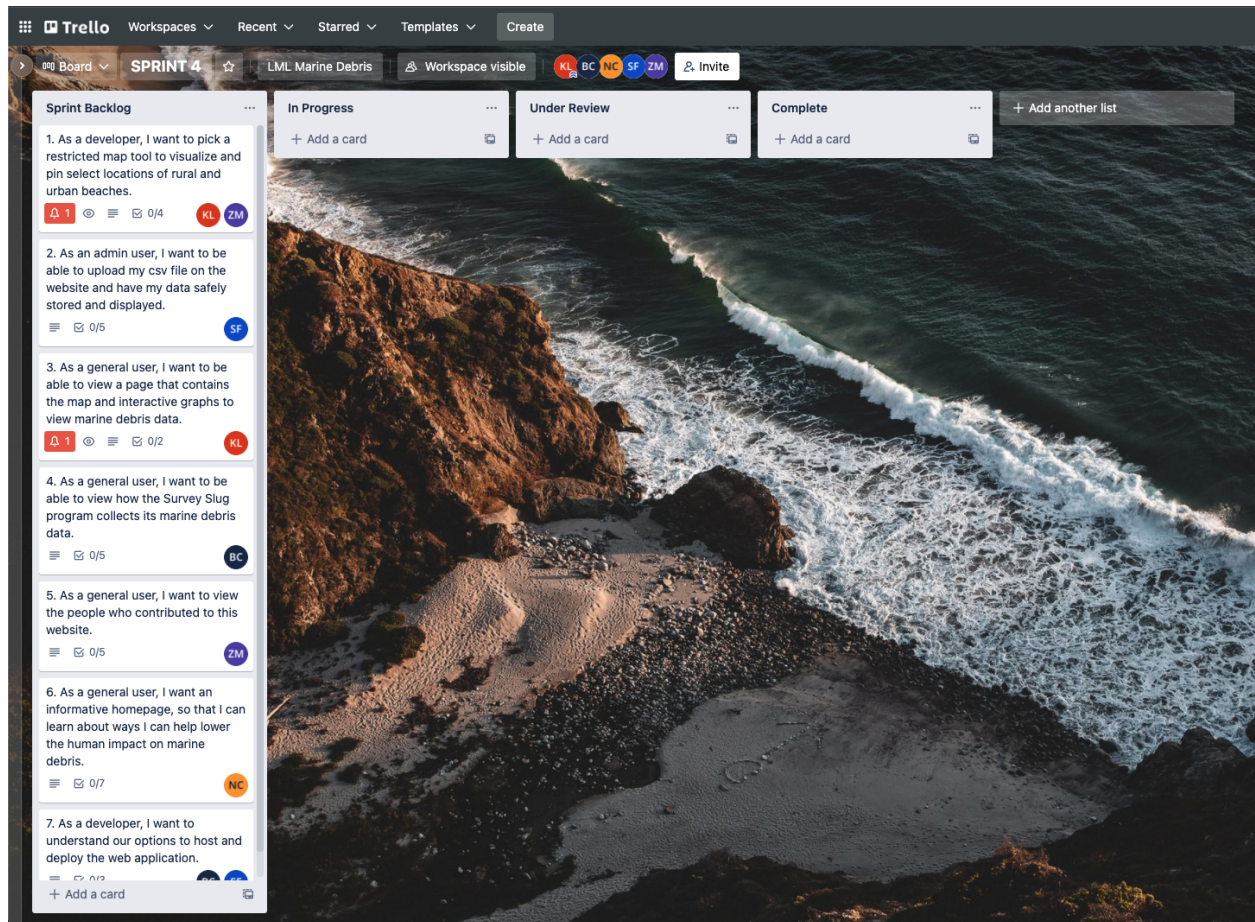 Trello Workspaces Recent Starred Templates Create
Board SPRINT 4 LML Marine Debris Workspace visible KL BC NC SF ZM Invite
Sprint Backlog
1. As a developer, I want to pick a
restricted map tool to visualize and
pin select locations of rural and
urban beaches.
1 0/4 KL ZM
2. As an admin user, I want to be
able to upload my csv file on the
website and have my data safely
stored and displayed.
0/5 SF
3. As a general user, I want to be
able to view a page that contains
the map and interactive graphs to
view marine debris data.
1 0/2 KL
4. As a general user, I want to be
able to view how the Survey Slug
program collects its marine debris
data.
0/5 BC
5. As a general user, I want to view
the people who contributed to this
website.
0/5 ZM
6. As a general user, I want an
informative homepage, so that I can
learn about ways I can help lower
the human impact on marine
debris.
0/7 NC
7. As a developer, I want to
understand our options to host and
deploy the web application.
+ Add a card
In Progress
+ Add a card
Under Review
+ Add a card
Complete
+ Add a card
+ Add another list